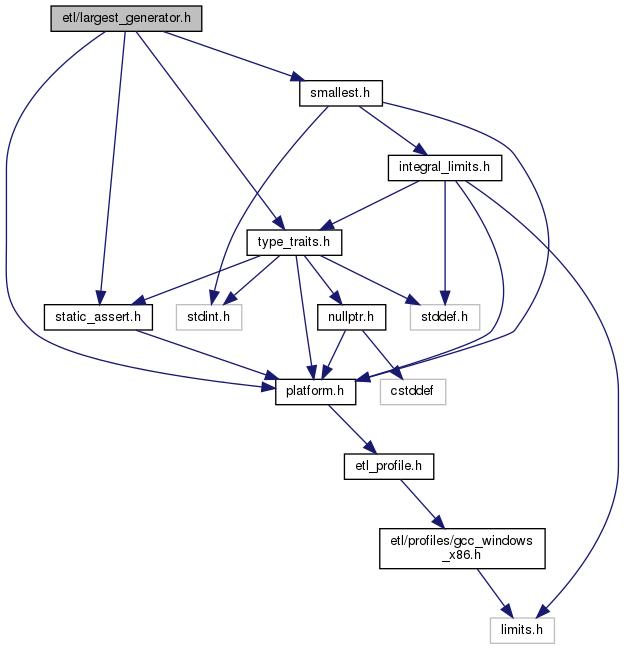 etl/largest_generator.h
smallest.h
integral_limits.h
type_traits.h
static_assert.h
stdint.h
nullptr.h
stddef.h
platform.h
cstddef
etl_profile.h
etl/profiles/gcc_windows
_x86.h
limits.h